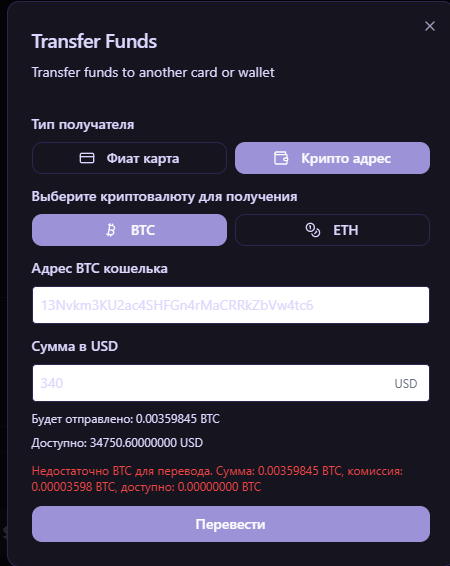 Transfer Funds
Transfer funds to another card or wallet
Тип получателя
Фиат карта
Крипто адрес
Выберите криптовалюту для получения
BTC
ETH
Адрес BTC кошелька
13Nvkm3KU2ac4SHFGn4rMaCRRkZbVw4tc6
Сумма в USD
340 USD
Будет отправлено: 0.00359845 BTC
Доступно: 34750.60000000 USD
Недостаточно BTC для перевода. Сумма: 0.00359845 BTC, комиссия:
0.00003598 BTC, доступно: 0.00000000 BTC
Перевести